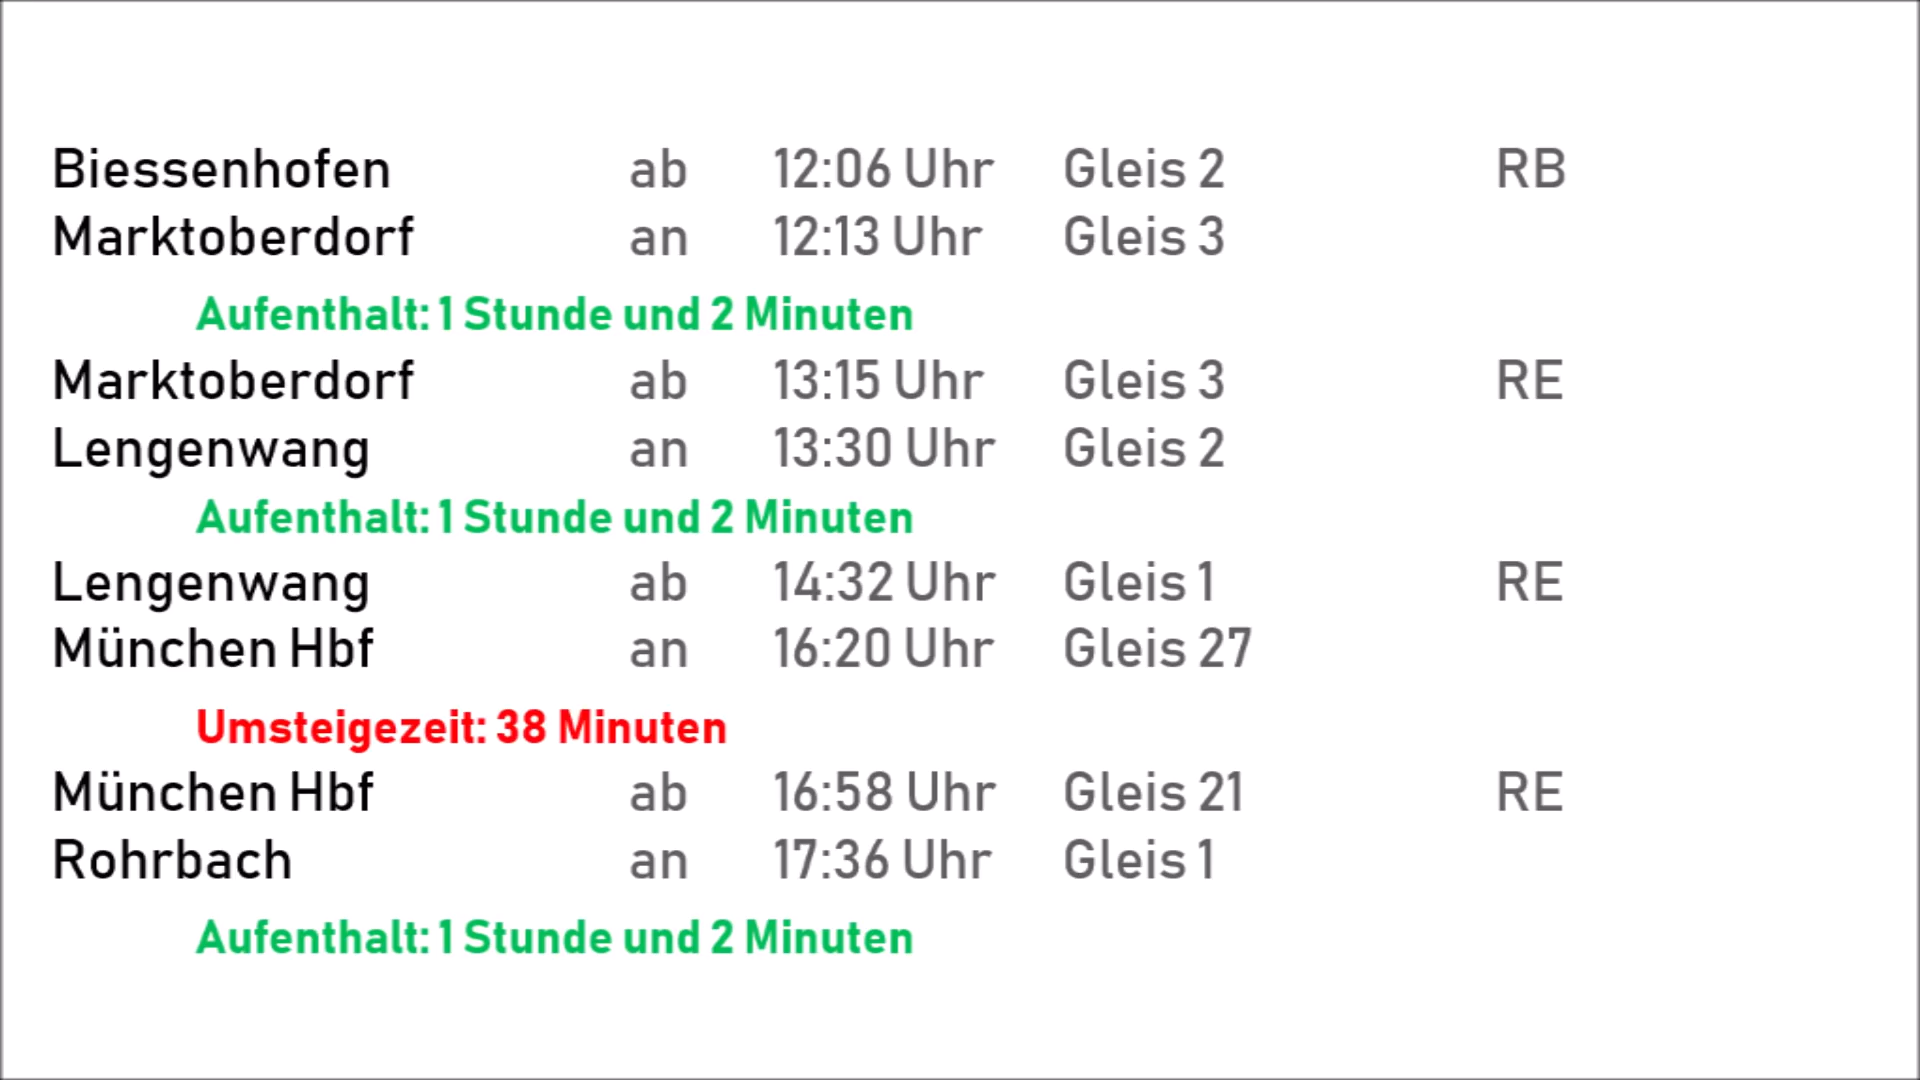 Biessenhofen ab 12:06 Uhr Gleis 2 RB
Marktoberdorf an 12:13 Uhr Gleis 3
Aufenthalt: 1 Stunde und 2 Minuten
Marktoberdorf ab 13:15 Uhr Gleis 3 RE
Lengenwang an 13:30 Uhr Gleis 2
Aufenthalt: 1 Stunde und 2 Minuten
Lengenwang ab 14:32 Uhr Gleis 1 RE
München Hbf an 16:20 Uhr Gleis 27
Umsteigezeit: 38 Minuten
München Hbf ab 16:58 Uhr Gleis 21 RE
Rohrbach an 17:36 Uhr Gleis 1
Aufenthalt: 1 Stunde und 2 Minuten